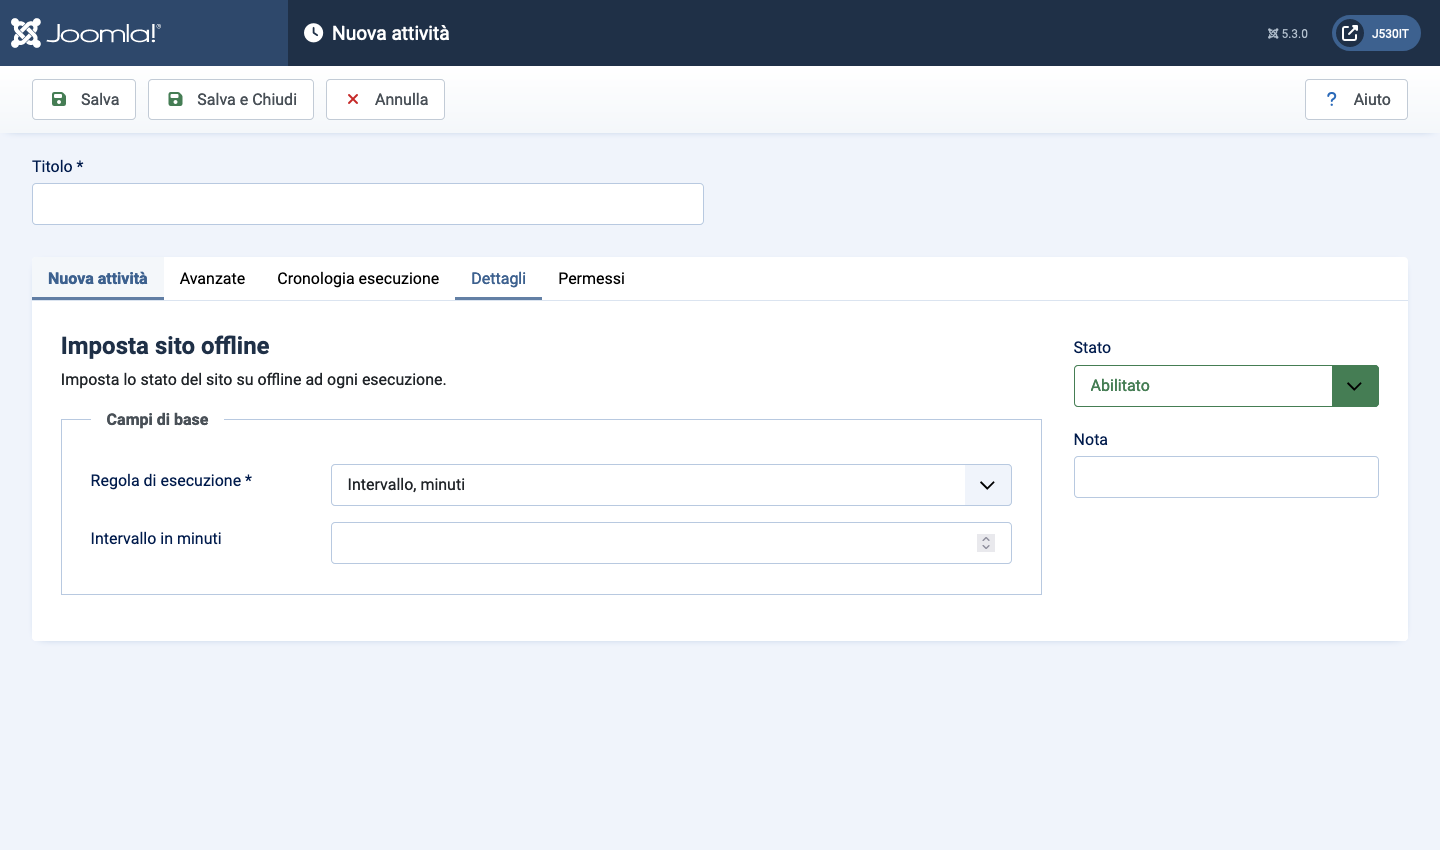 Joomla!®
Nuova attività
5.3.0
J530IT
Salva
Salva e Chiudi
Annulla
? Aiuto
Titolo *
Nuova attività
Avanzate
Cronologia esecuzione
Dettagli
Permessi
Imposta sito offline
Imposta lo stato del sito su offline ad ogni esecuzione.
Campi di base
Regola di esecuzione *
Intervallo, minuti
Intervallo in minuti
Stato
Abilitato
Nota